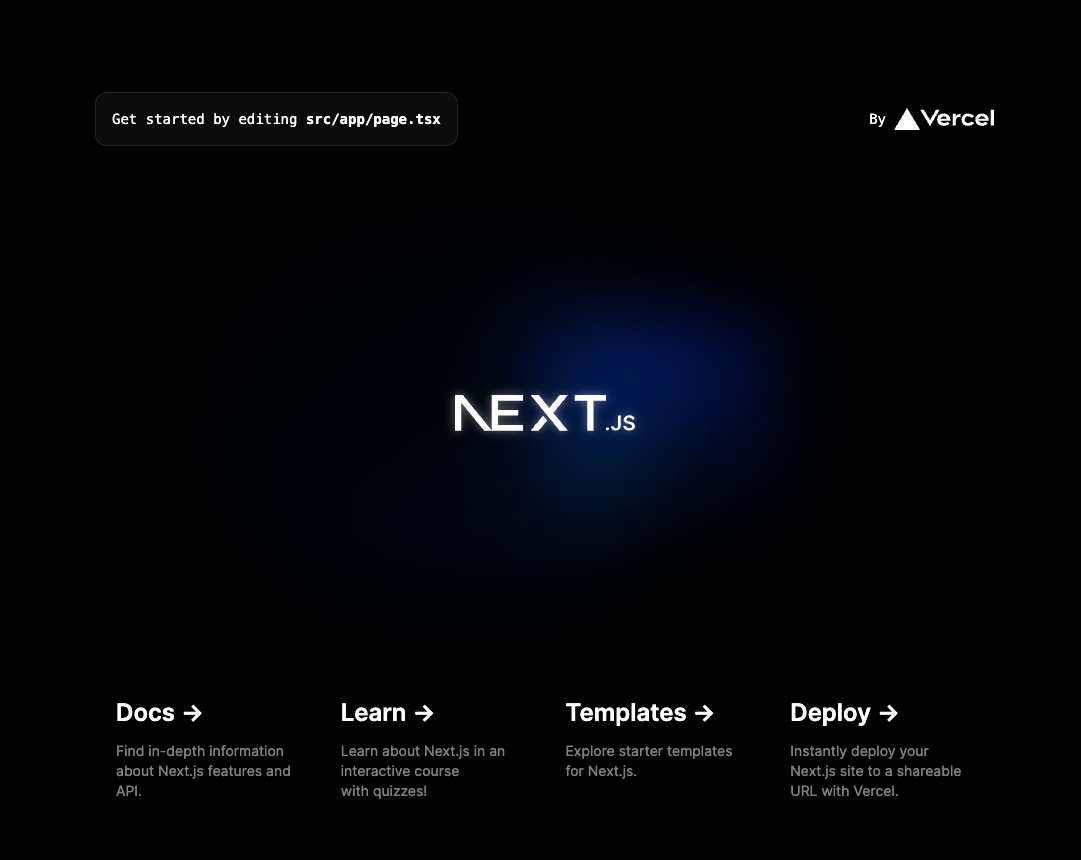 Get started by editing src/app/page.tsx
By Vercel
NEXT.JS
Docs →
Find in-depth information
about Next.js features and
API.
Learn →
Learn about Next.js in an
interactive course
with quizzes!
Templates →
Explore starter templates
for Next.js.
Deploy →
Instantly deploy your
Next.js site to a shareable
URL with Vercel.